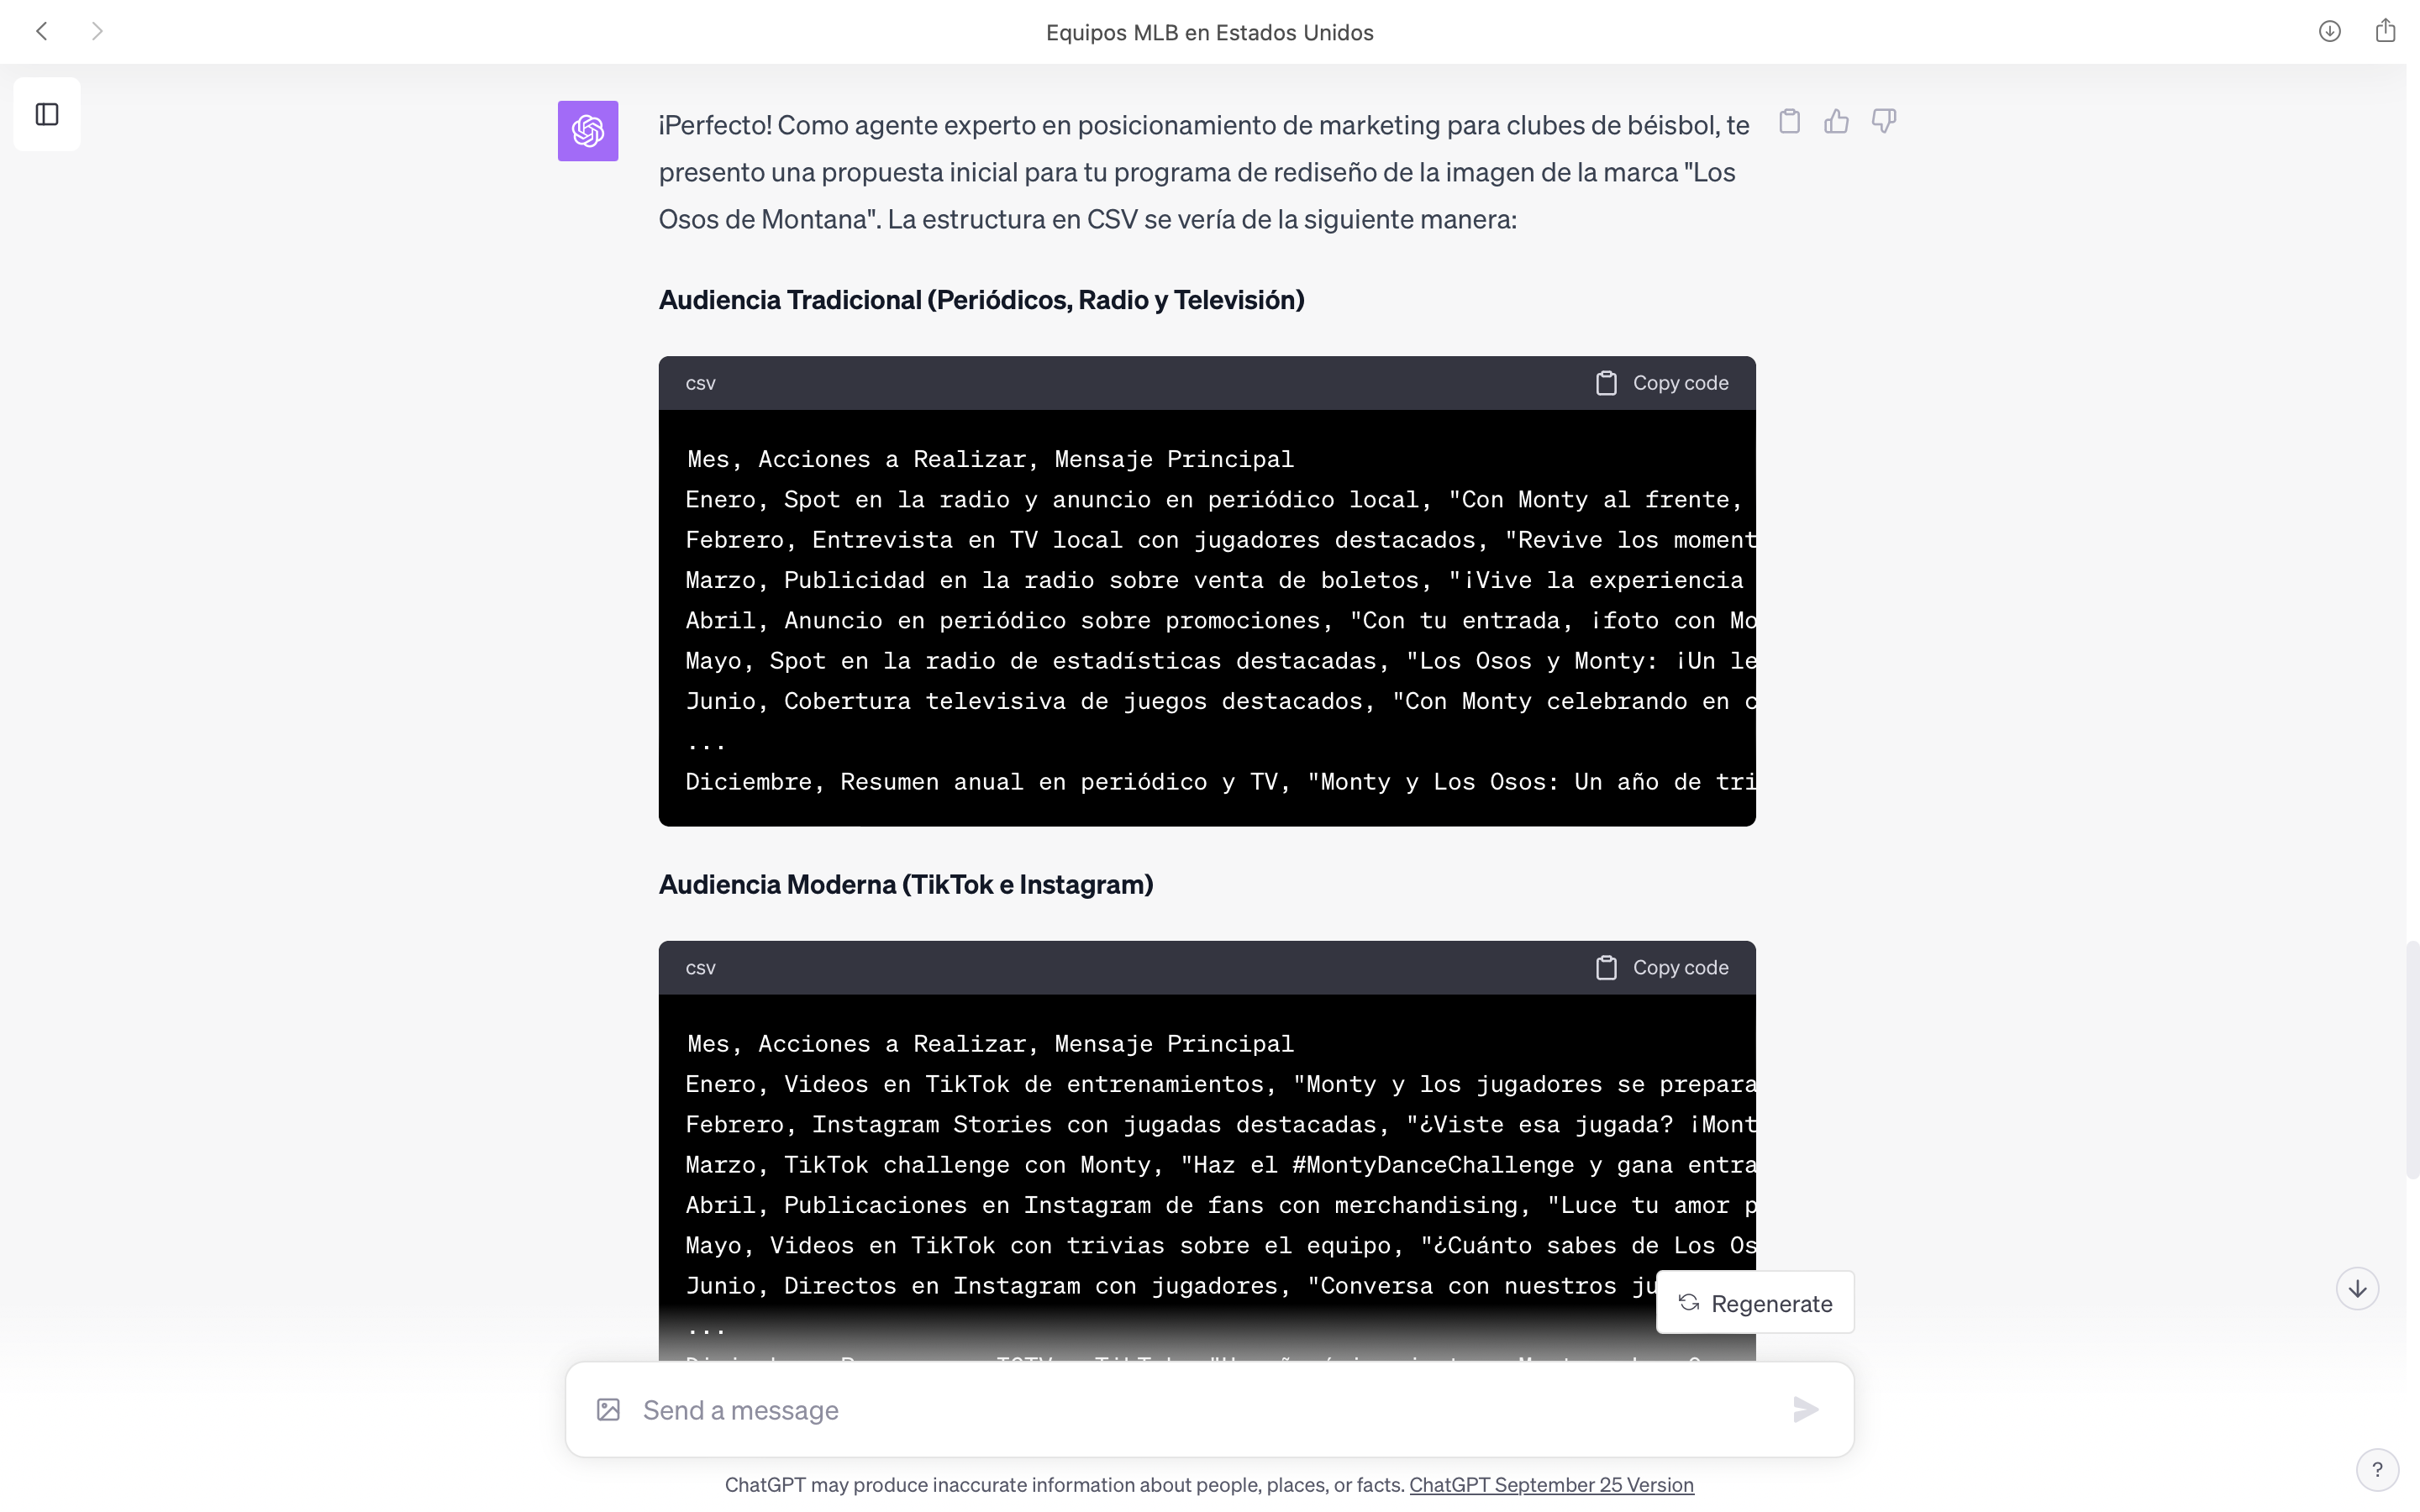 Equipos MLB en Estados Unidos
¡Perfecto! Como agente experto en posicionamiento de marketing para clubes de béisbol, te
presento una propuesta inicial para tu programa de rediseño de la imagen de la marca "Los
Osos de Montana". La estructura en CSV se vería de la siguiente manera:
Audiencia Tradicional (Periódicos, Radio y Televisión)
csv
Copy code
Mes, Acciones a Realizar, Mensaje Principal
Enero, Spot en la radio y anuncio en periódico local, "Con Monty al frente,
Febrero, Entrevista en TV local con jugadores destacados, "Revive los moment
Marzo, Publicidad en la radio sobre venta de boletos, "¡Vive la experiencia
Abril, Anuncio en periódico sobre promociones, "Con tu entrada, ¡foto con Mo
Mayo, Spot en la radio de estadísticas destacadas, "Los Osos y Monty: ¡Un le
Junio, Cobertura televisiva de juegos destacados, "Con Monty celebrando en c
...
Diciembre, Resumen anual en periódico y TV, "Monty y Los Osos: Un año de tri
Audiencia Moderna (TikTok e Instagram)
csv
Copy code
Mes, Acciones a Realizar, Mensaje Principal
Enero, Videos en TikTok de entrenamientos, "Monty y los jugadores se prepara
Febrero, Instagram Stories con jugadas destacadas, "¿Viste esa jugada? ¡Mont
Marzo, TikTok challenge con Monty, "Haz el #MontyDanceChallenge y gana entra
Abril, Publicaciones en Instagram de fans con merchandising, "Luce tu amor p
Mayo, Videos en TikTok con trivias sobre el equipo, "¿Cuánto sabes de Los Os
Junio, Directos en Instagram con jugadores, "Conversa con nuestros ju
Regenerate
...
Send a message
ChatGPT may produce inaccurate information about people, places, or facts. ChatGPT September 25 Version
?